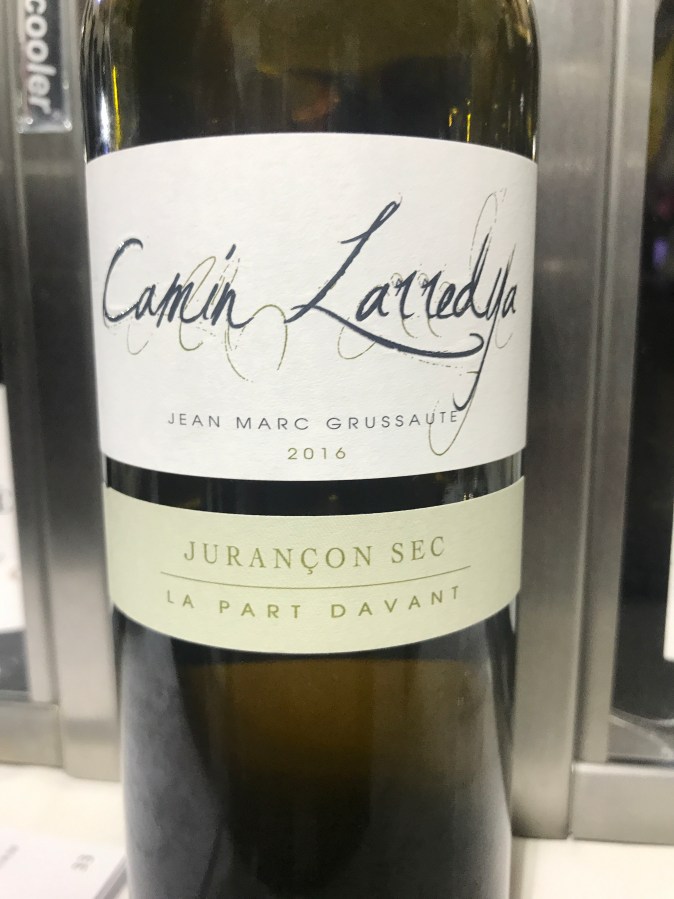 cooler
Camin Larredya
JEAN MARC GRUSSAUTE
2016
JURANÇON SEC
LA PART DAVANT